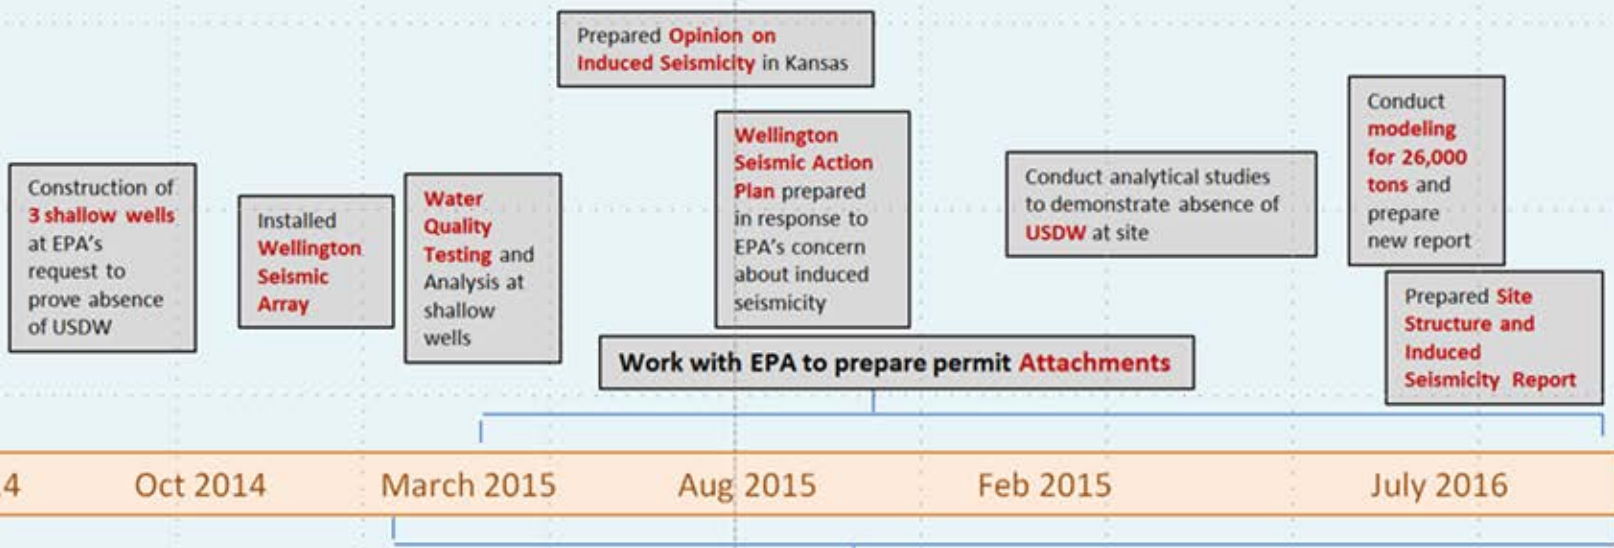 Prepared Opinion on
Induced Seismicity in Kansas
Construction of
3 shallow wells
at EPA's
request to
prove absence
of USDW
Installed
Wellington
Seismic
Array
Water
Quality
Testing and
Analysis at
shallow
wells
Wellington
Seismic Action
Plan prepared
in response to
EPA's concern
about induced
seismicity
Conduct analytical studies
to demonstrate absence of
USDW at site
Conduct
modeling
for 26,000
tons and
prepare
new report
Prepared Site
Structure and
Induced
Seismicity Report
Work with EPA to prepare permit Attachments
4
Oct 2014
March 2015
Aug 2015
Feb 2015
July 2016